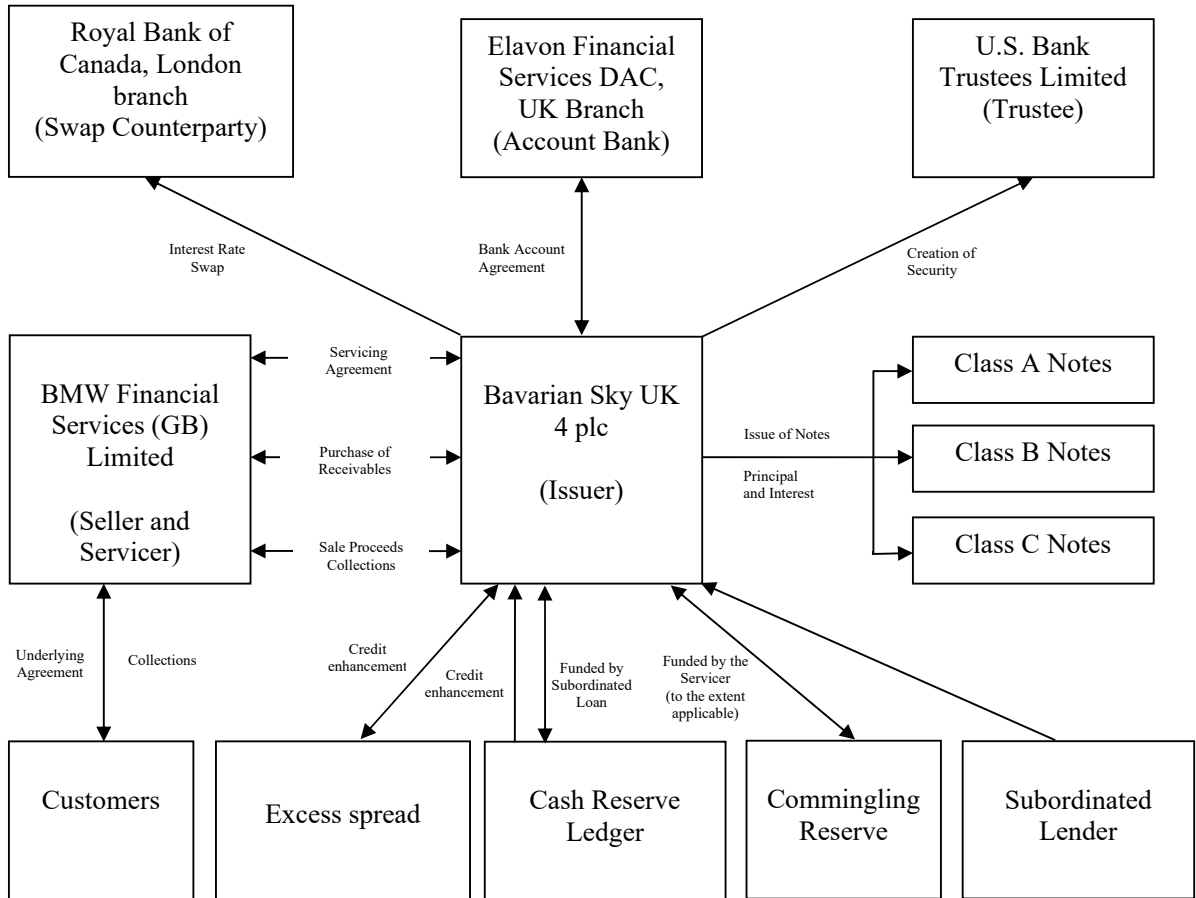 Royal Bank of
Canada, London
branch
(Swap Counterparty)
Elavon Financial
Services DAC,
UK Branch
(Account Bank)
U.S. Bank
Trustees Limited
(Trustee)
Interest Rate
Swap
Bank Account
Agreement
Creation of
Security
BMW Financial
Services (GB)
Limited
(Seller and
Servicer)
Servicing
Agreement
Purchase of
Receivables
Sale Proceeds
Collections
Bavarian Sky UK
4 plc
(Issuer)
Issue of Notes
Principal
and Interest
Class A Notes
Class B Notes
Class C Notes
Underlying
Agreement
Collections
Credit
enhancement
Credit
enhancement
Funded by
Subordinated
Loan
Funded by the
Servicer
(to the extent
applicable)
Customers
Excess spread
Cash Reserve
Ledger
Commingling
Reserve
Subordinated
Lender